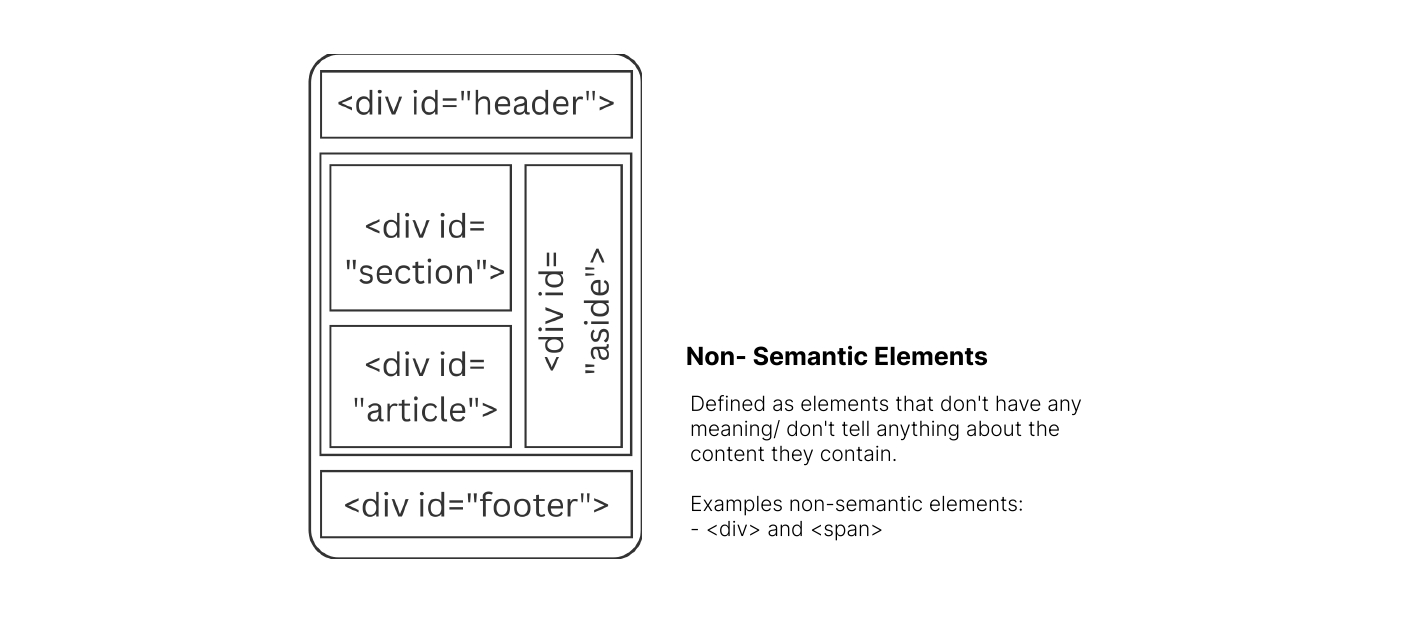 <div id="header">
<div id=
"section">
<div id=
"article">
<div id=
"aside">
<div id="footer">
Non- Semantic Elements
Defined as elements that don't have any
meaning/ don't tell anything about the
content they contain.
Examples non-semantic elements:
- <div> and <span>